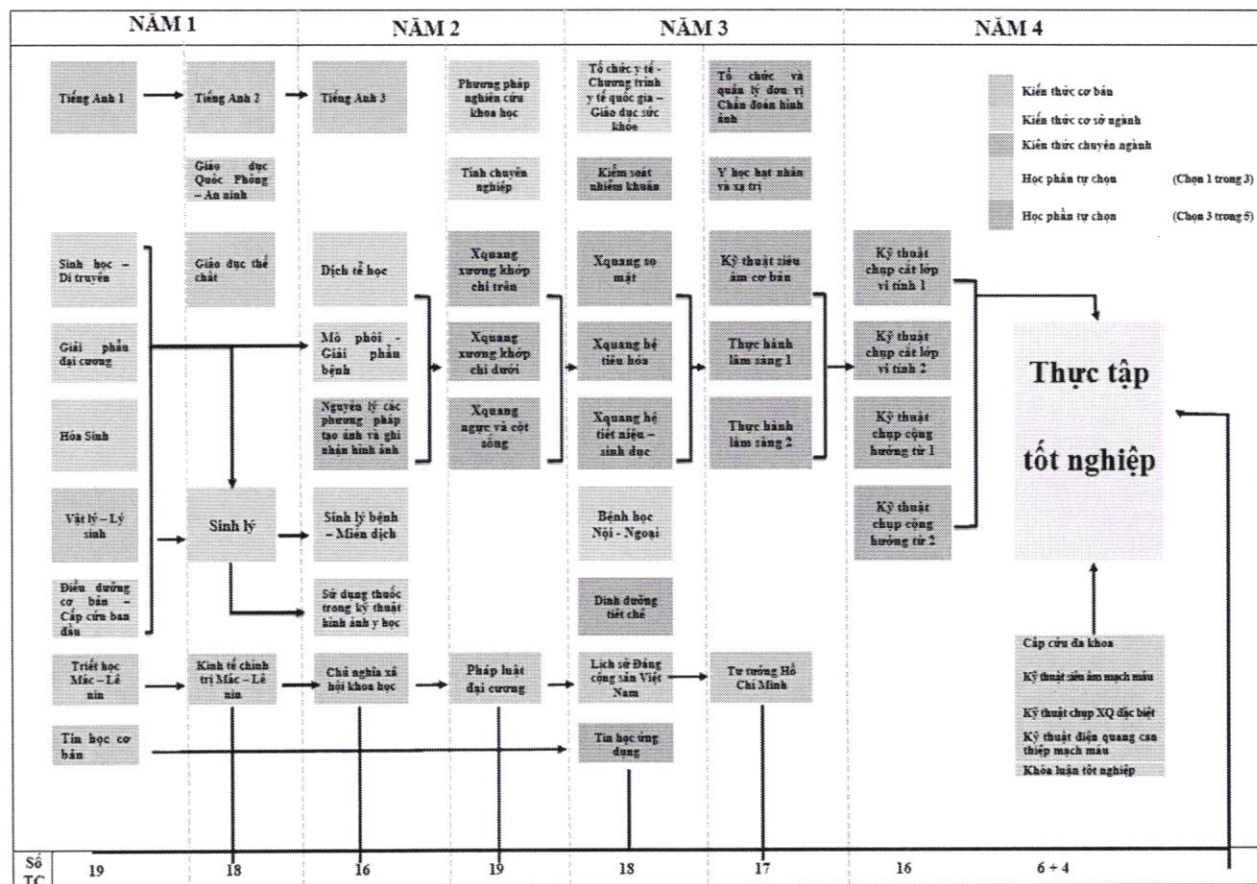 NĂM 1
NĂM 2
NĂM 3
NĂM 4
Tiếng Anh 1
Tiếng Anh 2
Tiếng Anh 3
Phương pháp
nghiên cứu
khoa học
Tổ chức y tế -
Chương trình
y tế quốc gia –
Giáo dục sức
khỏe
Tổ chức và
quản lý đơn vị
Chẩn đoán hình
ảnh
Kiến thức cơ bản
Kiến thức cơ sở ngành
Kiến thức chuyên ngành
Học phần tự chọn (Chọn 1 trong 3)
Học phần tự chọn (Chọn 3 trong 5)
Giáo dục
Quốc Phòng
– An ninh
Tính chuyên
nghiệp
Kiểm soát
nhiễm khuẩn
Y học hạt nhân
và xạ trị
Sinh học –
Di truyền
Giáo dục thể
chất
Dịch tễ học
Xquang
xương khớp
chi trên
Xquang sọ
mặt
Kỹ thuật siêu
âm cơ bản
Kỹ thuật
chụp cắt lớp
vi tính 1
Giải phẫu
đại cương
Mô phôi -
Giải phẫu
bệnh
Xquang
xương khớp
chi dưới
Xquang hệ
tiêu hóa
Thực hành
lâm sàng 1
Kỹ thuật
chụp cắt lớp
vi tính 2
Thực tập
tốt nghiệp
Hóa Sinh
Nguyên lý các
phương pháp
tạo ảnh và ghi
nhận hình ảnh
Xquang
ngực và cột
sống
Xquang hệ
tiết niệu –
sinh dục
Thực hành
lâm sàng 2
Kỹ thuật
chụp cộng
hưởng từ 1
Vật lý – Lý
sinh
Sinh lý
Sinh lý bệnh
– Miễn dịch
Bệnh học
Nội - Ngoại
Kỹ thuật
chụp cộng
hưởng từ 2
Điều dưỡng
cơ bản –
Cấp cứu ban
đầu
Sử dụng thuốc
trong kỹ thuật
hình ảnh y học
Dinh dưỡng
tiết chế
Cấp cứu đa khoa
Kỹ thuật siêu âm mạch máu
Kỹ thuật chụp XQ đặc biệt
Kỹ thuật điện quang can
thiệp mạch máu
Khóa luận tốt nghiệp
Triết học
Mác – Lê
nin
Kinh tế chính
trị Mác – Lê
nin
Chủ nghĩa xã
hội khoa học
Pháp luật
đại cương
Lịch sử Đảng
cộng sản Việt
Nam
Tư tưởng Hồ
Chí Minh
Tin học cơ
bản
Tin học ứng
dụng
Số
TC
19
18
16
19
18
17
16
6 + 4